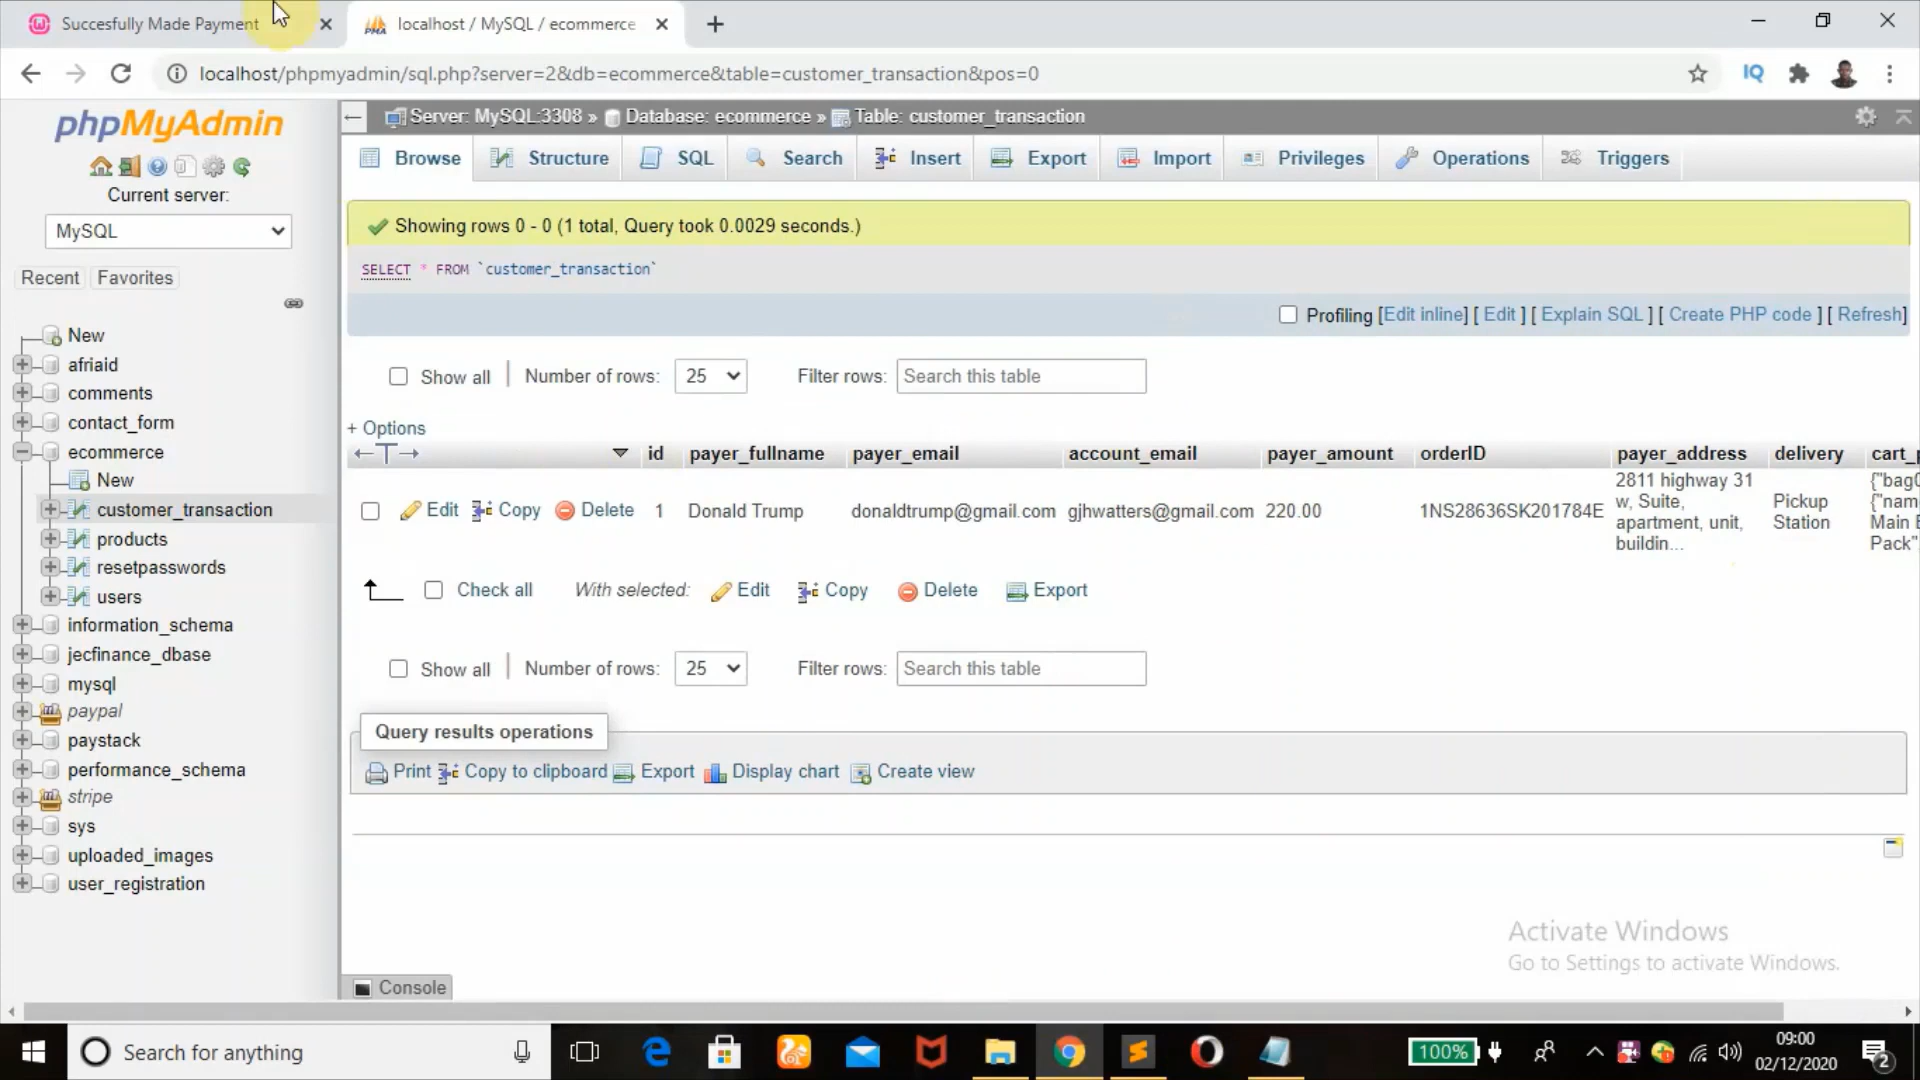 Succesfully Made Payment
localhost / MySQL / ecommerce
localhost/phpmyadmin/sql.php?server=2&db=ecommerce&table=customer_transaction&pos=0
IQ
phpMyAdmin
Current server:
MySQL
Recent Favorites
New
afriaid
comments
contact_form
ecommerce
New
customer_transaction
products
resetpasswords
users
information_schema
jecfinance_dbase
mysql
paypal
paystack
performance_schema
stripe
sys
uploaded_images
user_registration
Server: MySQL:3308 » Database: ecommerce » Table: customer_transaction
Browse Structure SQL Search Insert Export Import Privileges Operations Triggers
Showing rows 0 - 0 (1 total, Query took 0.0029 seconds.)
SELECT * FROM `customer_transaction`
Profiling [Edit inline] [ Edit ] [ Explain SQL ] [ Create PHP code ] [ Refresh]
Show all Number of rows: 25 Filter rows: Search this table
+ Options
←T→ id payer_fullname payer_email account_email payer_amount orderID payer_address delivery cart_p
Edit Copy Delete 1 Donald Trump donaldtrump@gmail.com gjhwatters@gmail.com 220.00 1NS28636SK201784E
2811 highway 31
w, Suite,
apartment, unit,
buildin...
Pickup
Station
{"bag0
{"nam
Main B
Pack"
Check all With selected: Edit Copy Delete Export
Show all Number of rows: 25 Filter rows: Search this table
Query results operations
Print Copy to clipboard Export Display chart Create view
Activate Windows
Go to Settings to activate Windows.
Console
Search for anything
100%
09:00
02/12/2020
2